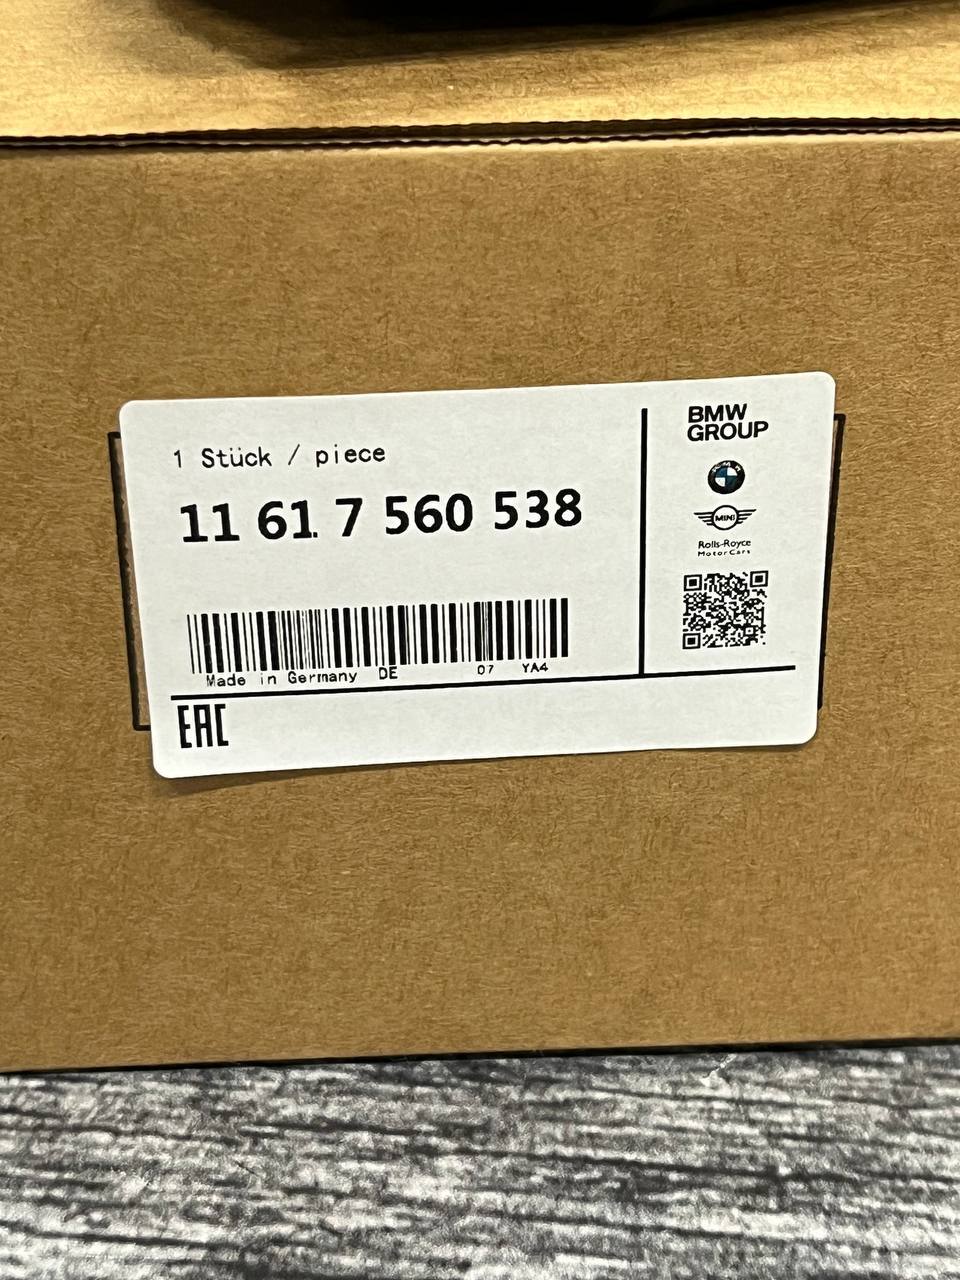 1 Stück / piece
11 61 7 560 538
Made in Germany DE 07 YA4
EAC
BMW
GROUP
BMW
MINI
Rolls-Royce
Motor Cars